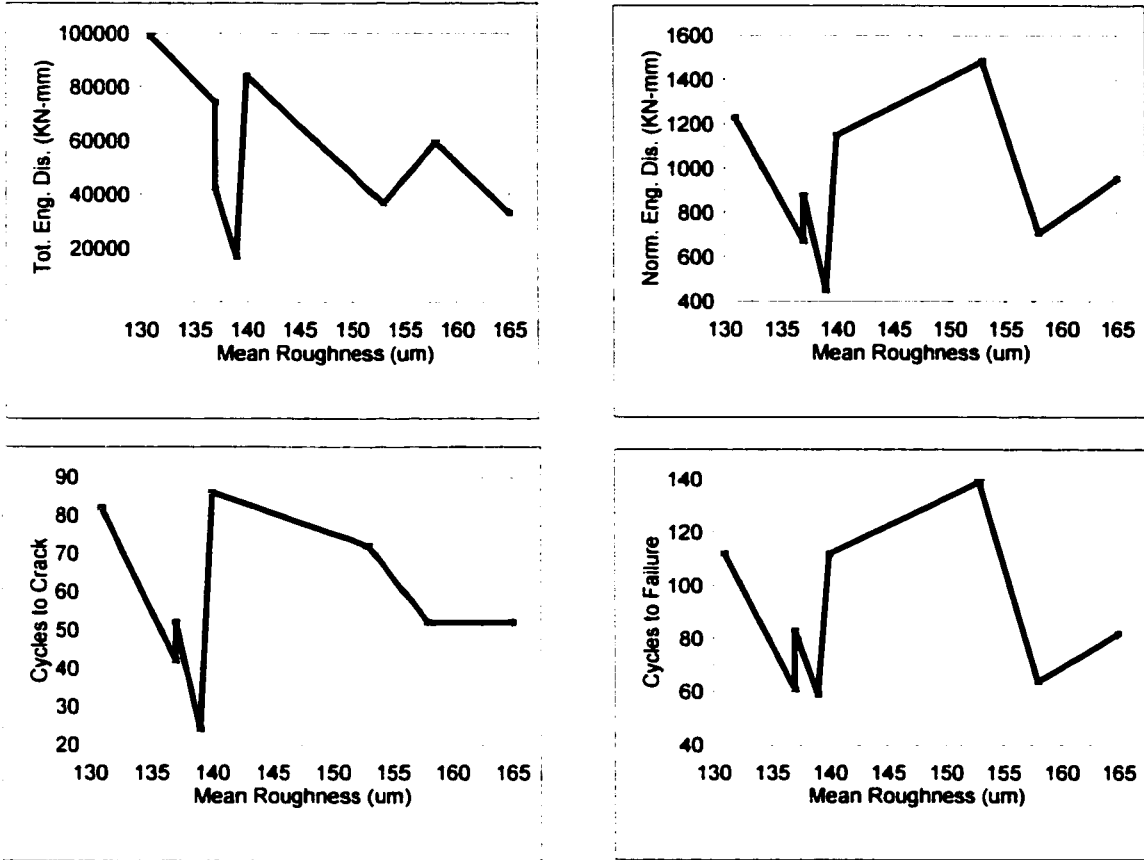 100000
80000
60000
40000
20000
Tot. Eng. Dis. (KN-mm)
130 135 140 145 150 155 160 165
Mean Roughness (um)
1600
1400
1200
1000
800
600
400
Norm. Eng. Dis. (KN-mm)
130 135 140 145 150 155 160 165
Mean Roughness (um)
90
80
70
60
50
40
30
20
Cycles to Crack
130 135 140 145 150 155 160 165
Mean Roughness (um)
140
120
100
80
60
40
Cycles to Failure
130 135 140 145 150 155 160 165
Mean Roughness (um)